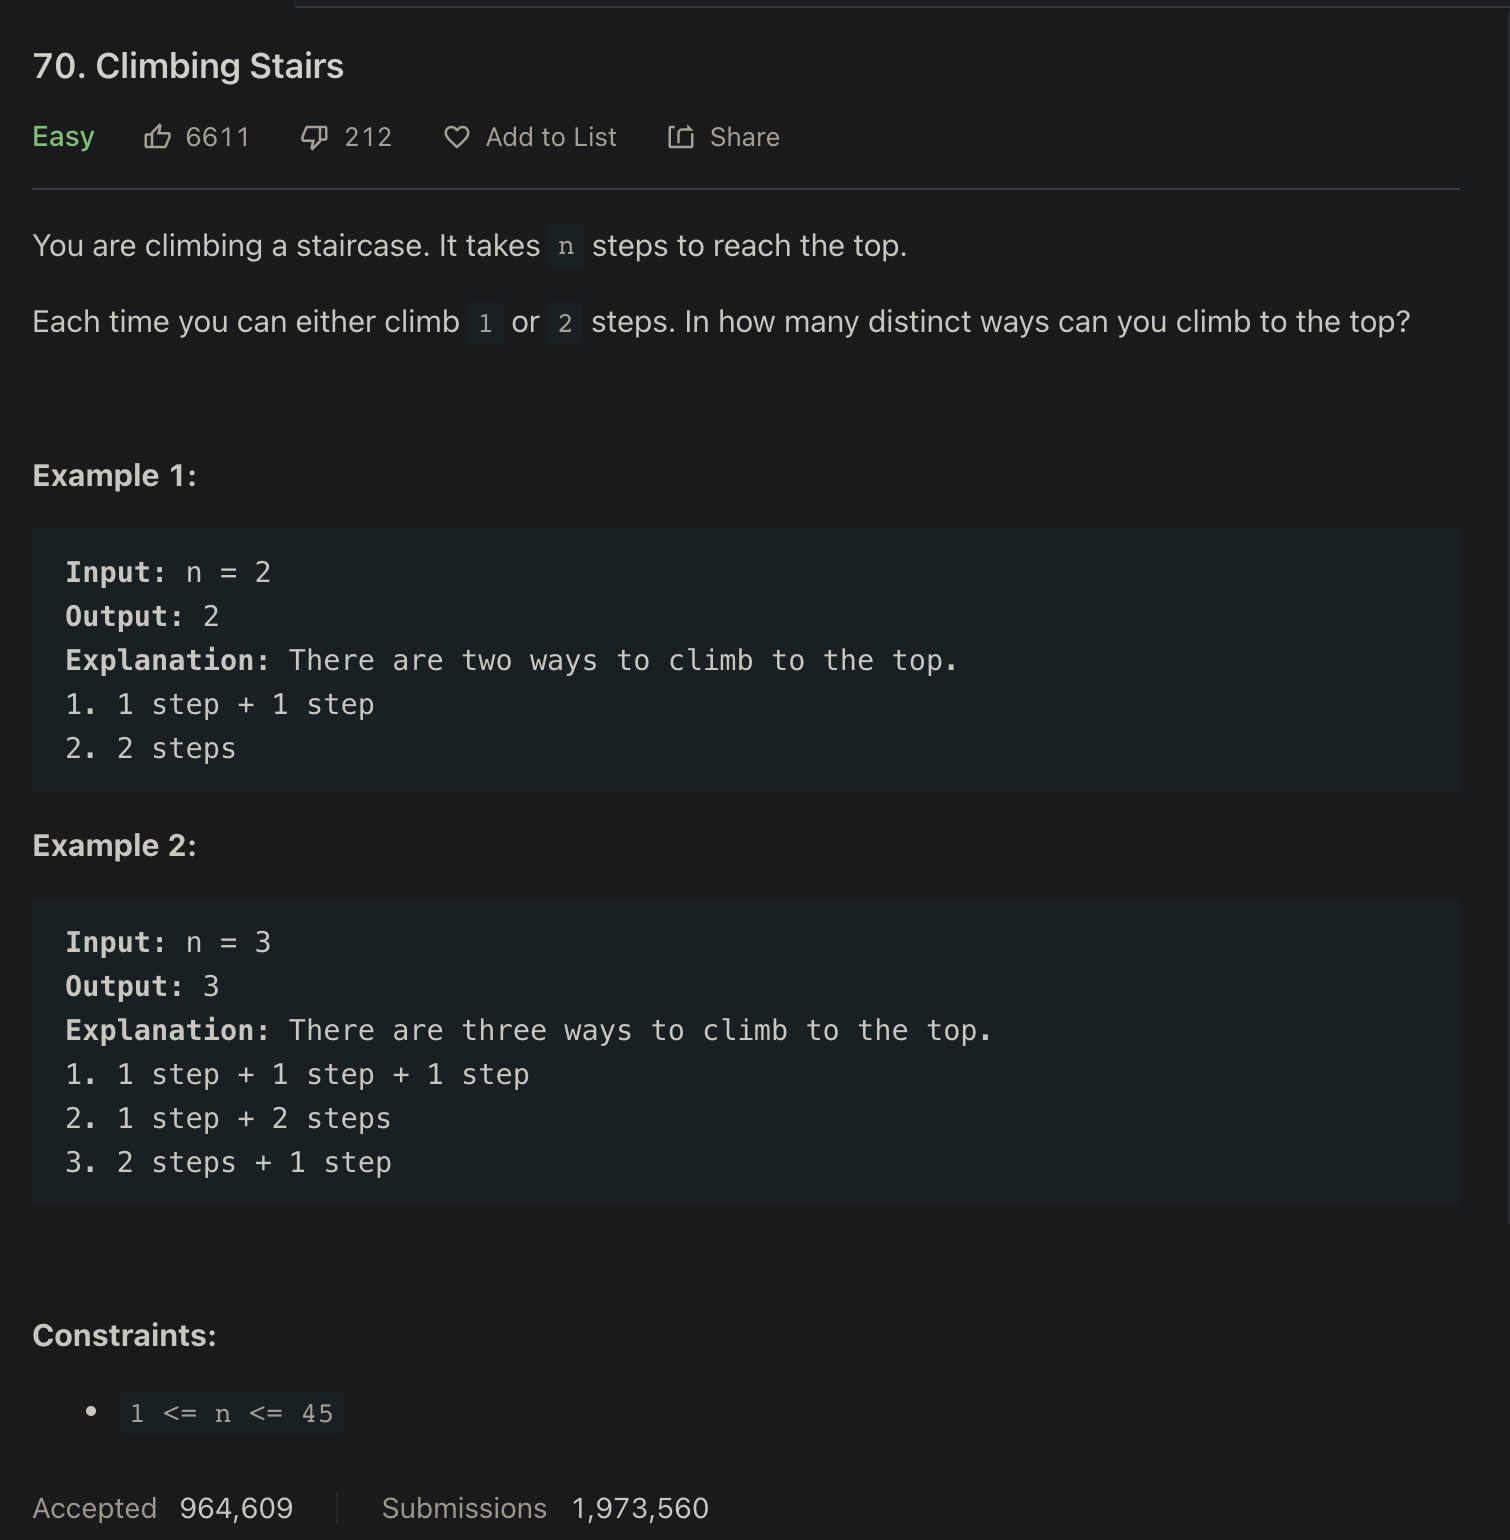 70. Climbing Stairs
Easy 6611 212 Add to List Share
You are climbing a staircase. It takes n steps to reach the top.
Each time you can either climb 1 or 2 steps. In how many distinct ways can you climb to the top?
Example 1:
Input: n = 2
Output: 2
Explanation: There are two ways to climb to the top.
1. 1 step + 1 step
2. 2 steps
Example 2:
Input: n = 3
Output: 3
Explanation: There are three ways to climb to the top.
1. 1 step + 1 step + 1 step
2. 1 step + 2 steps
3. 2 steps + 1 step
Constraints:
• 1 <= n <= 45
Accepted 964,609 Submissions 1,973,560